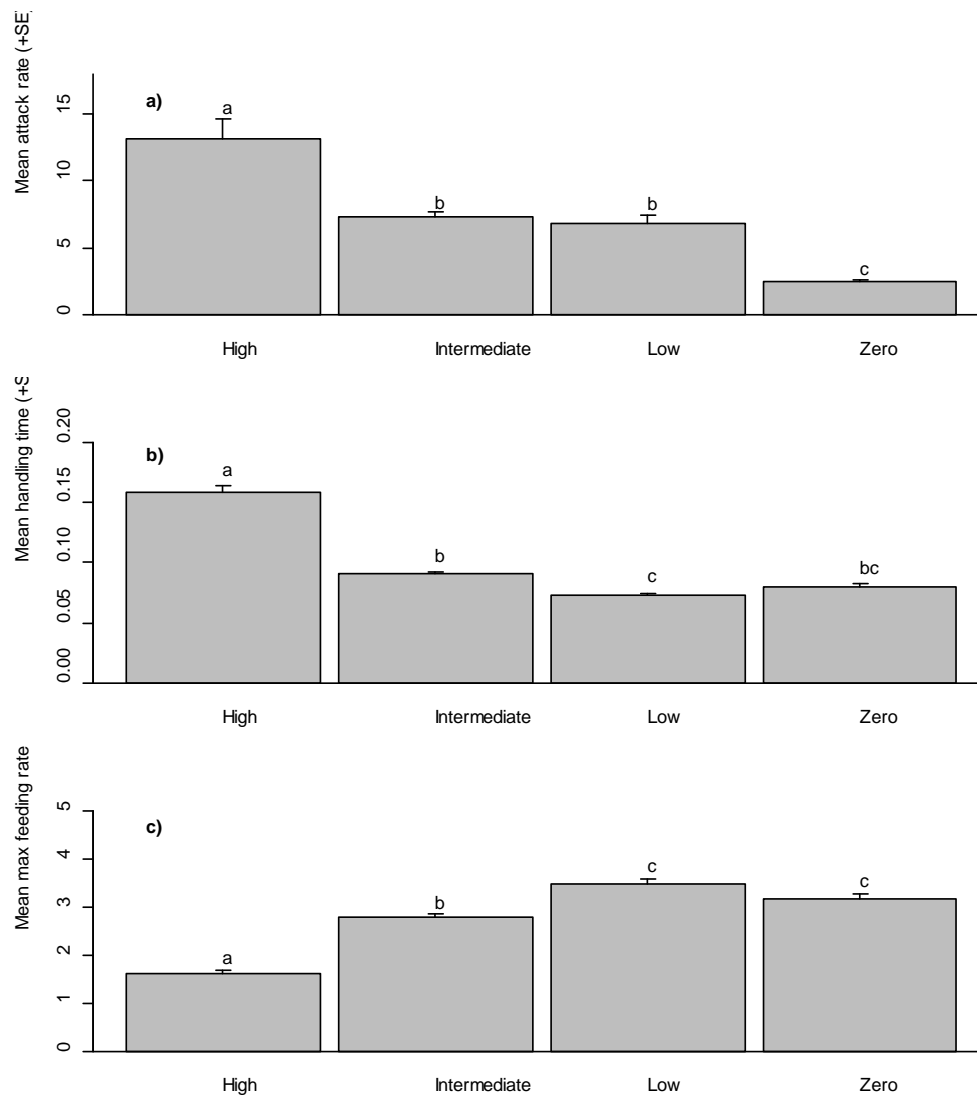 Mean attack rate (+SE)
a)
15
10
5
0
a
b
b
c
High Intermediate Low Zero
Mean handling time (+S
b)
0.20
0.15
0.10
0.05
0.00
a
b
c
bc
High Intermediate Low Zero
Mean max feeding rate
c)
5
4
3
2
1
0
a
b
c
c
High Intermediate Low Zero